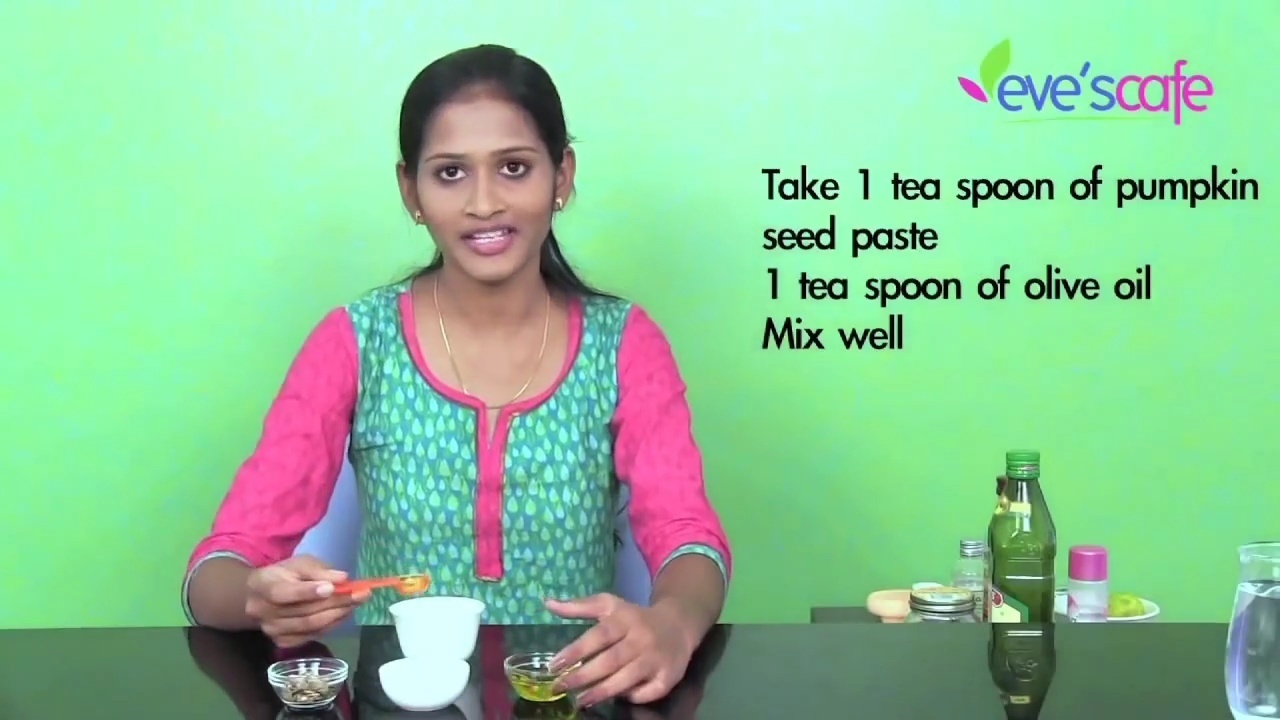 eve'scafe
Take 1 tea spoon of pumpkin
seed paste
1 tea spoon of olive oil
Mix well